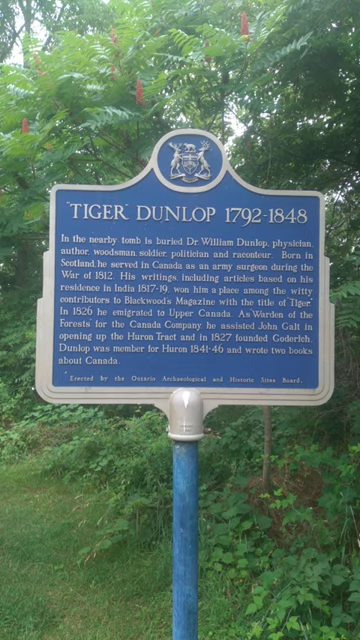 "TIGER" DUNLOP 1792-1848
In the nearby tomb is buried Dr. William Dunlop, physician,
author, woodsman, soldier, politician and raconteur. Born in
Scotland, he served in Canada as an army surgeon during the
War of 1812. His writings, including articles based on his
residence in India 1817-19, won him a place among the witty
contributors to Blackwood's Magazine with the title of "Tiger".
In 1826 he emigrated to Upper Canada. As Warden of the
Forests for the Canada Company, he assisted John Galt in
opening up the Huron Tract and in 1827 founded Goderich.
Dunlop was member for Huron 1841-46 and wrote two books
about Canada.
Erected by the Ontario Archaeological and Historic Sites Board.